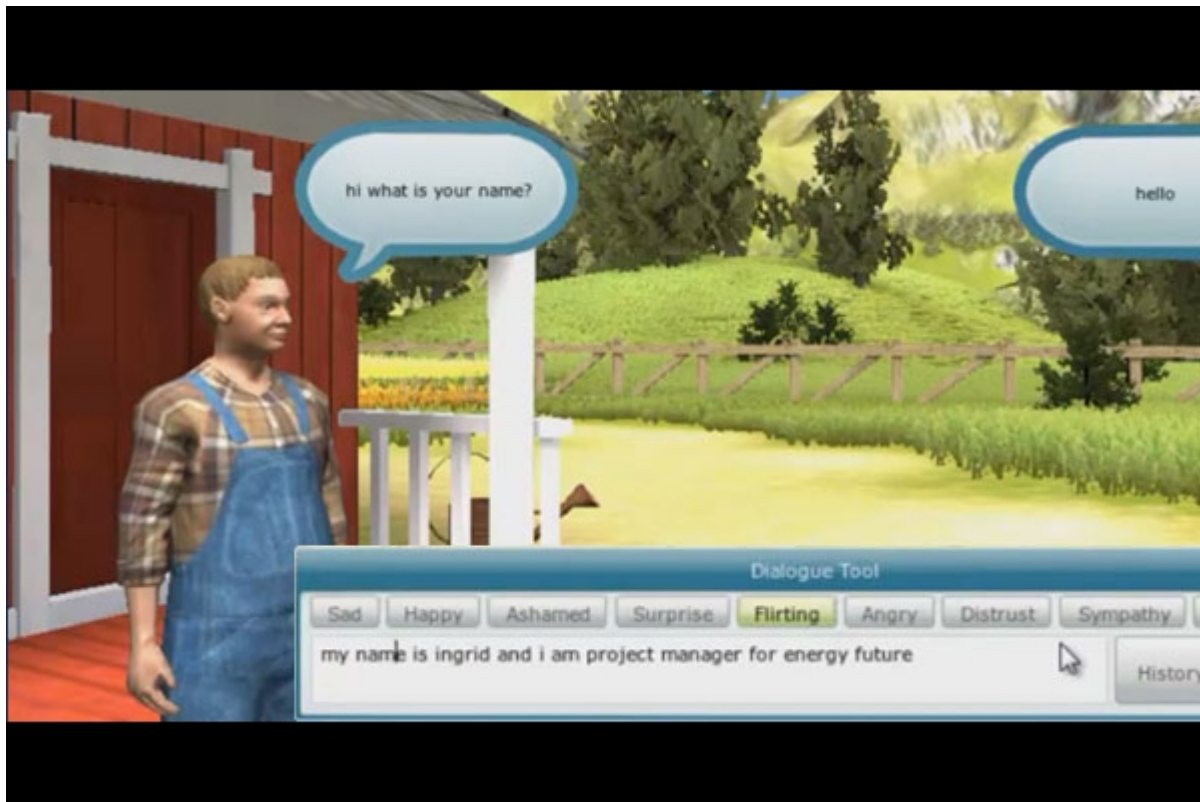 hi what is your name?
hello
Dialogue Tool
Sad Happy Ashamed Surprise Flirting Angry Distrust Sympathy
my name is ingrid and i am project manager for energy future
History